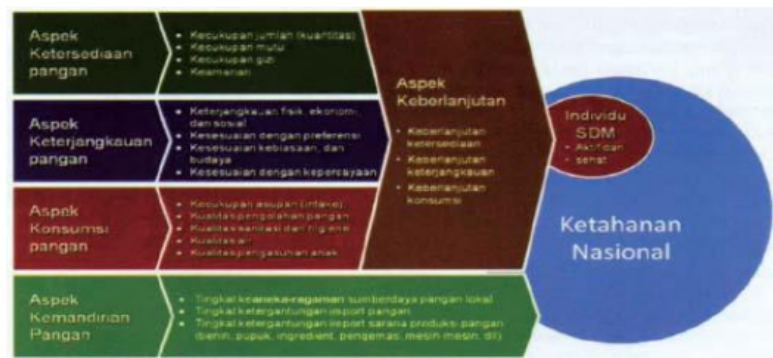 Aspek
Ketersediaan
pangan
• Kecukupan jumlah (kuantitas)
• Kecukupan mutu
• Kecukupan gizi
• Keamanan
Aspek
Keterjangkauan
pangan
• Keterjangkauan fisik, ekonomi,
dan sosial
• Kesesuaian dengan preferensi
• Kesesuaian kebiasaan, dan
budaya
• Kesesuaian dengan kepercayaan
Aspek
Konsumsi
pangan
• Kecukupan asupan (intake)
• Kualitas pengolahan pangan
• Kualitas sanitasi dan higiene
• Kualitas air
• Kualitas pengasuhan anak
Aspek
Keberlanjutan
• Keberlanjutan
ketersediaan
• Keberlanjutan
keterjangkauan
• Keberlanjutan
konsumsi
Individu
SDM
• Aktif dan
• sehat
Ketahanan
Nasional
Aspek
Kemandirian
Pangan
• Tingkat keaneka-ragaman sumberdaya pangan lokal
• Tingkat ketergantungan import pangan
• Tingkat ketergantungan import sarana produksi pangan
(benih, pupuk, ingredient, pengemas, mesin mesin, dll)